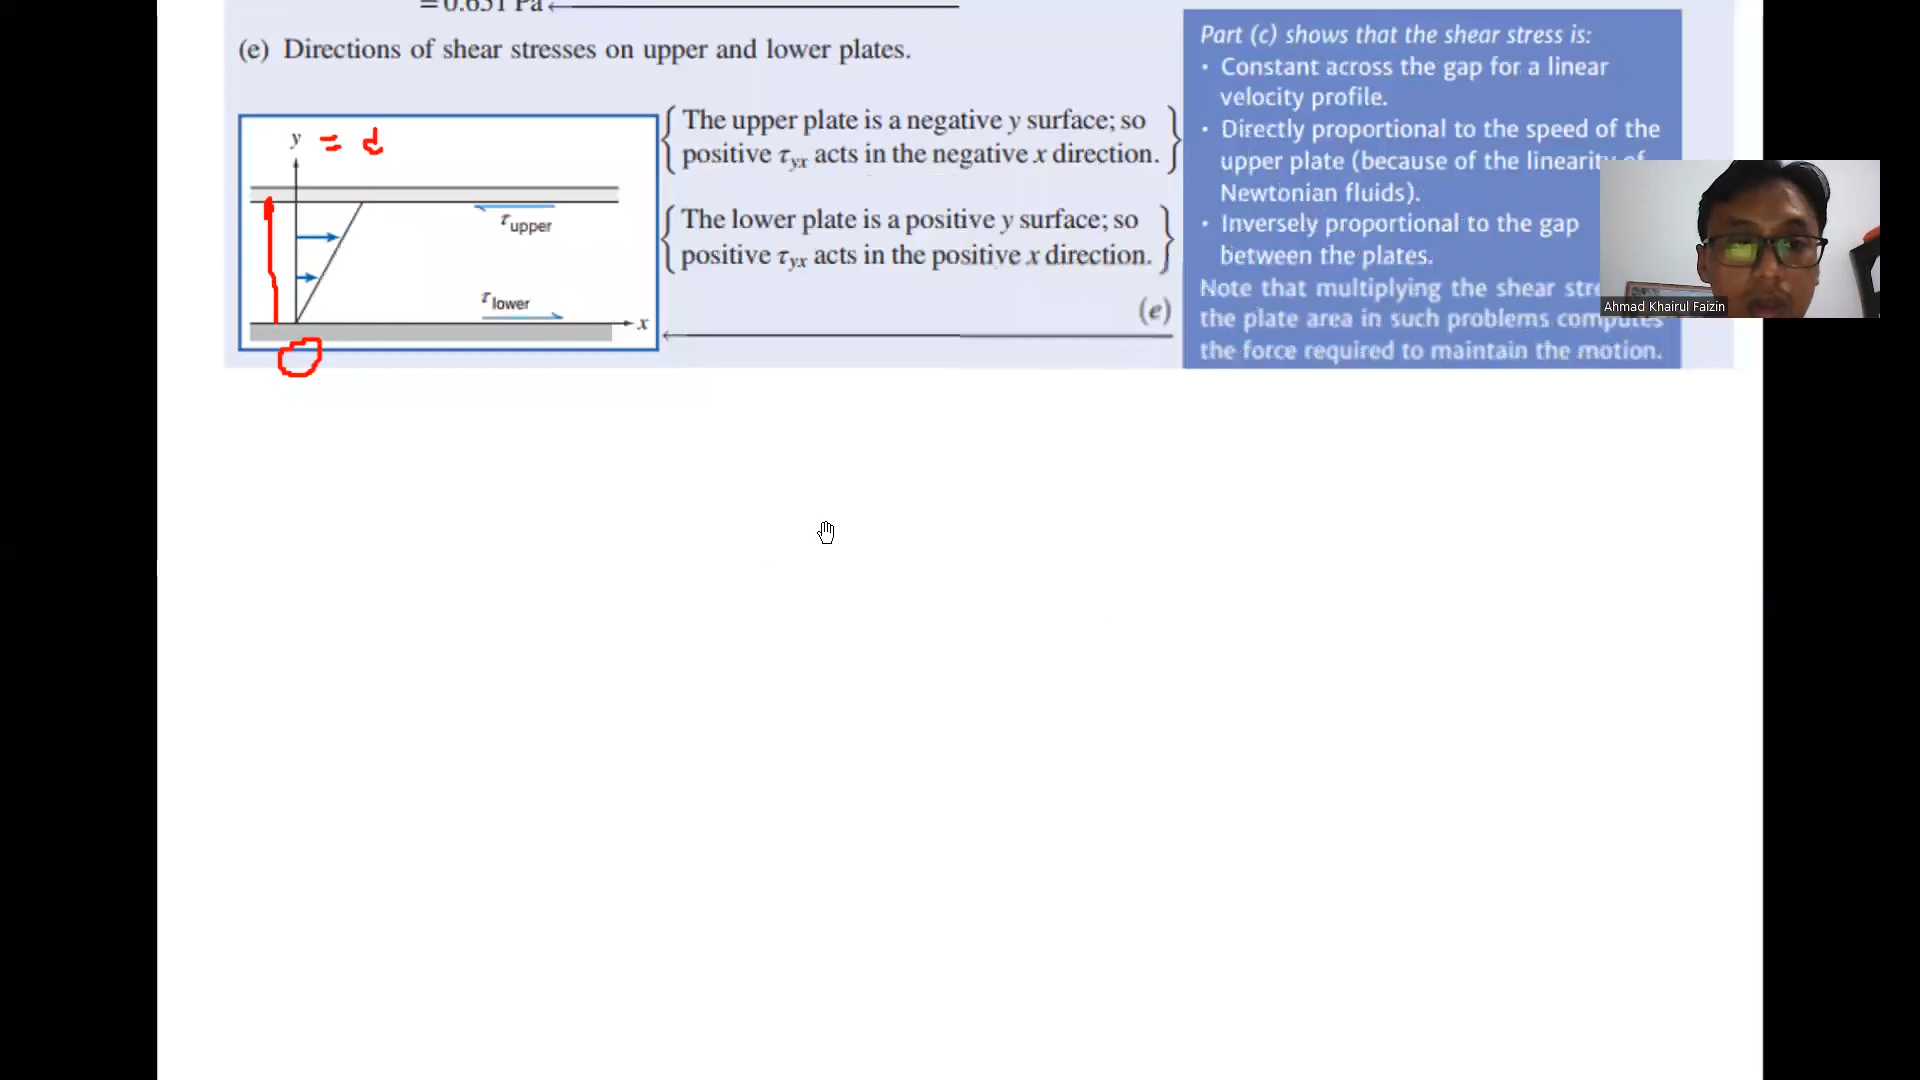 = 0.651 Pa
(e) Directions of shear stresses on upper and lower plates.
y = d
τupper
τlower
x
The upper plate is a negative y surface; so
positive τyx acts in the negative x direction.
The lower plate is a positive y surface; so
positive τyx acts in the positive x direction.
(e)
Part (c) shows that the shear stress is:
• Constant across the gap for a linear
velocity profile.
• Directly proportional to the speed of the
upper plate (because of the linearity of
Newtonian fluids).
• Inversely proportional to the gap
between the plates.
Note that multiplying the shear
the plate area in such problems computes
the force required to maintain the motion.
Ahmad Khairul Faizin